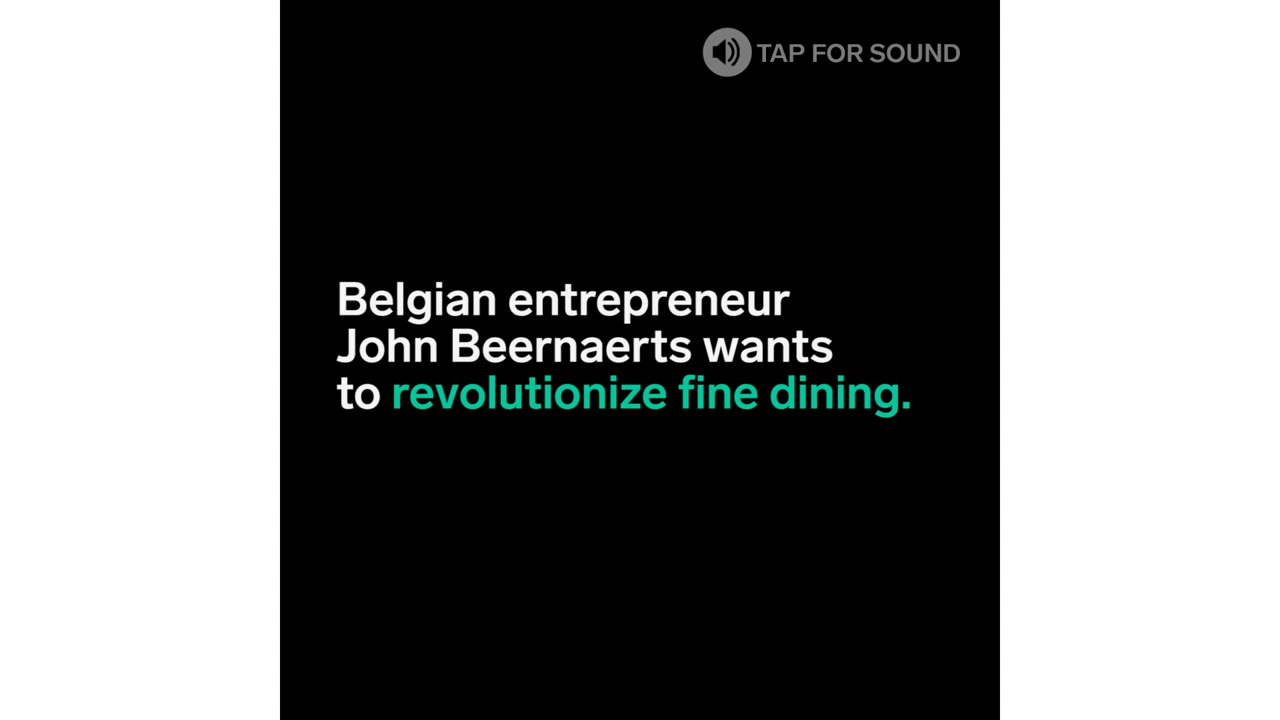 TAP FOR SOUND
Belgian entrepreneur
John Beernaerts wants
to revolutionize fine dining.